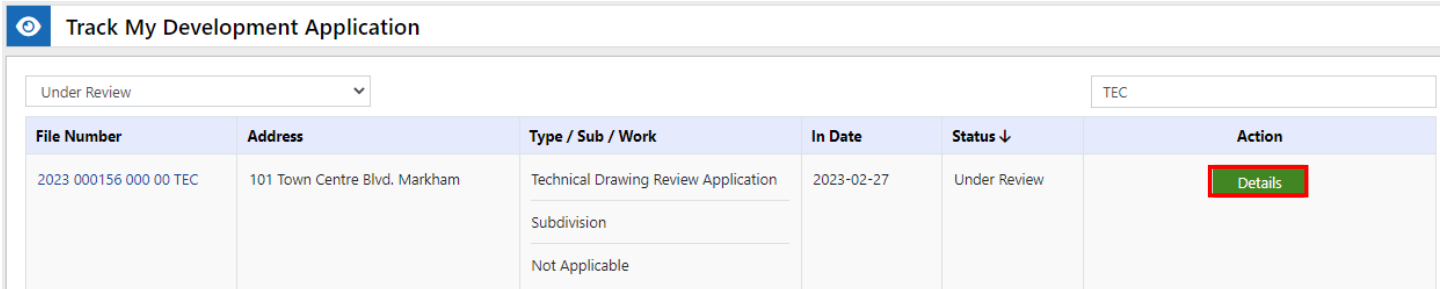 Track My Development Application
Under Review
TEC
File Number Address Type / Sub / Work In Date Status ↓ Action
2023 000156 000 00 TEC 101 Town Centre Blvd. Markham Technical Drawing Review Application 2023-02-27 Under Review Details
Subdivision
Not Applicable